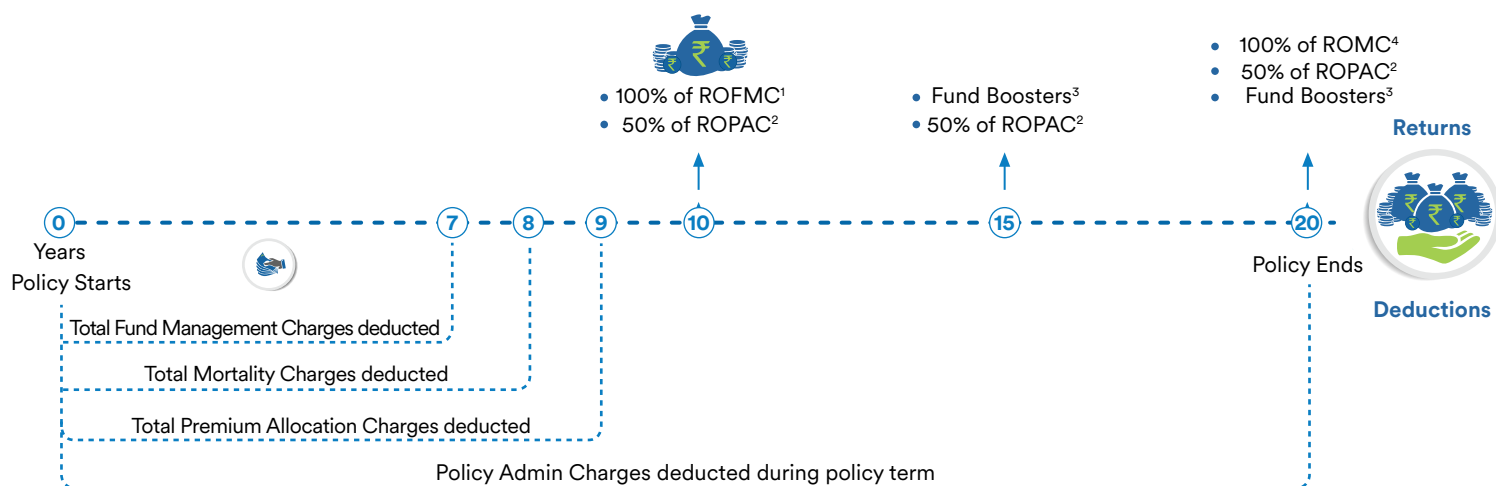 • 100% of ROFMC¹
• 50% of ROPAC²
• Fund Boosters³
• 50% of ROPAC²
• 100% of ROMC⁴
• 50% of ROPAC²
• Fund Boosters³
Returns
0
7
8
9
10
15
20
Years
Policy Starts
Policy Ends
Deductions
Total Fund Management Charges deducted
Total Mortality Charges deducted
Total Premium Allocation Charges deducted
Policy Admin Charges deducted during policy term
₹
₹
₹
₹
₹
₹
₹
₹